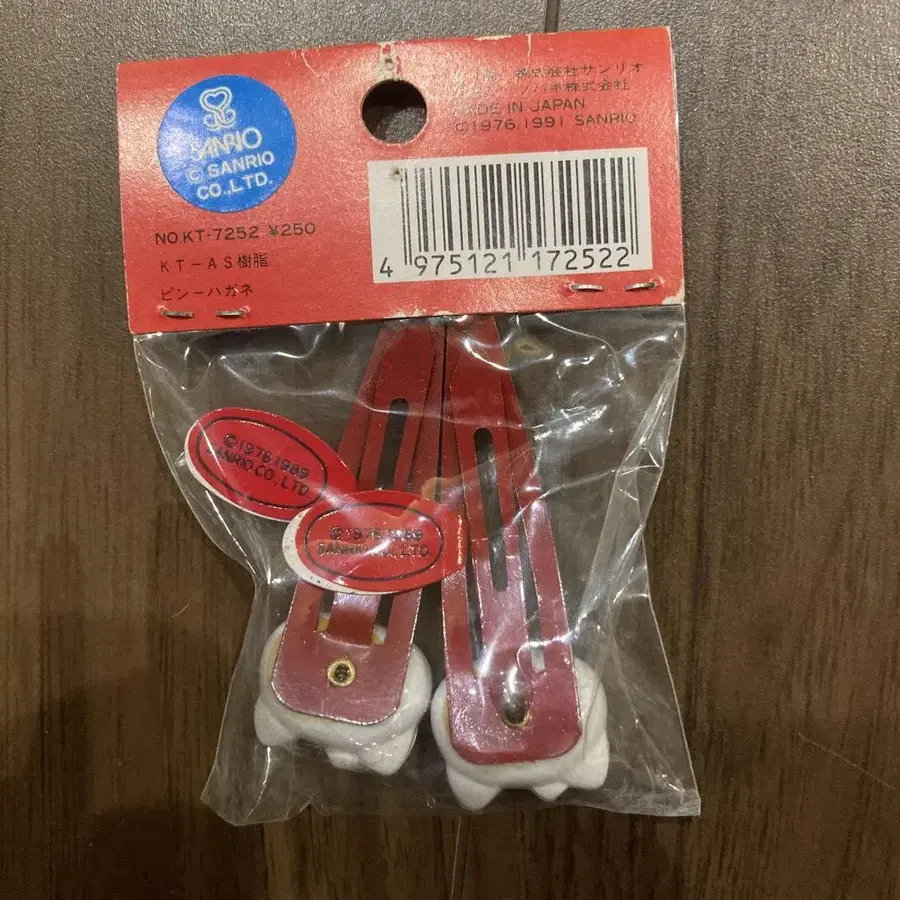 SANRIO
© SANRIO
CO.,LTD.
NO.KT-7252 ¥250
KT-AS樹脂
ピン-ハガネ
株式会社サンリオ
株式会社
MADE IN JAPAN
©1976,1991 SANRIO
4 975121 172522
©1976,1989
SANRIO CO., LTD
©1976,1989
SANRIO CO.,LTD